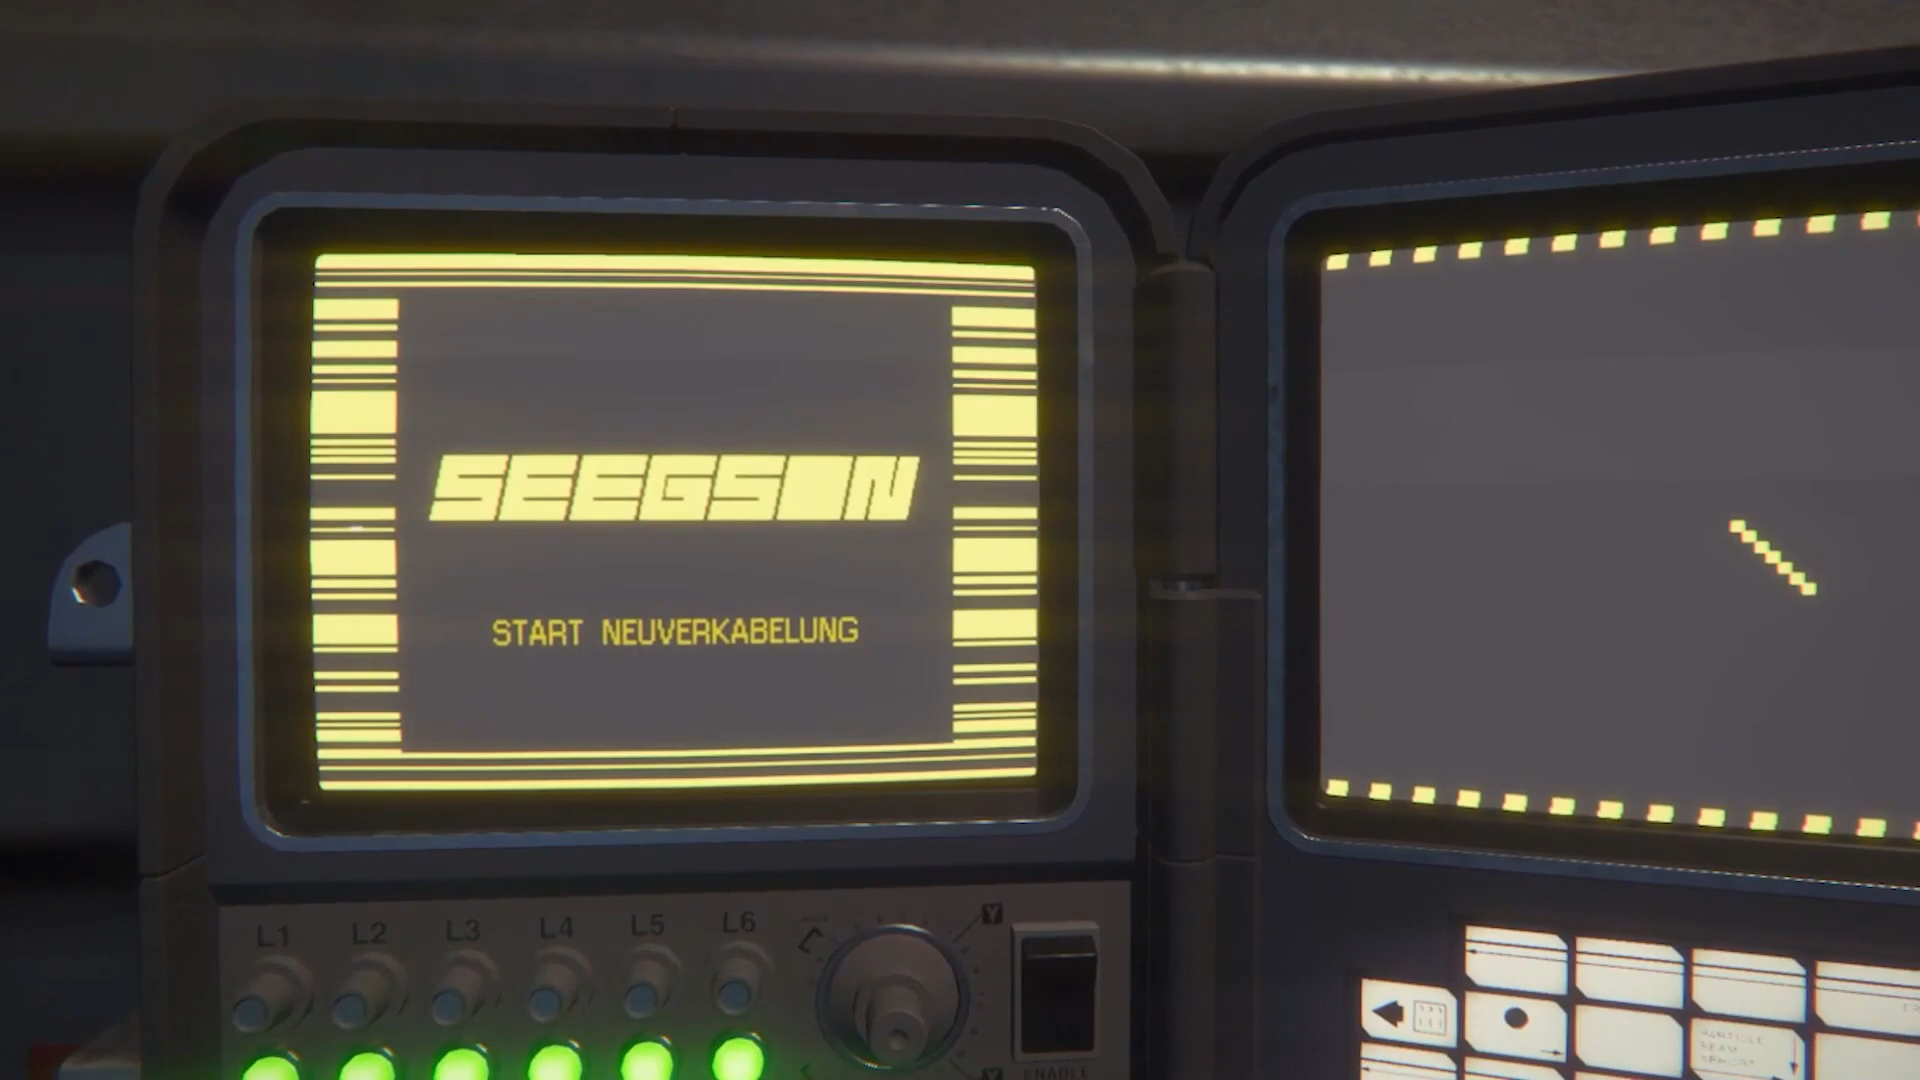 SEEGSON
START NEUVERKABELUNG
L1 L2 L3 L4 L5 L6
Y
ENABLE